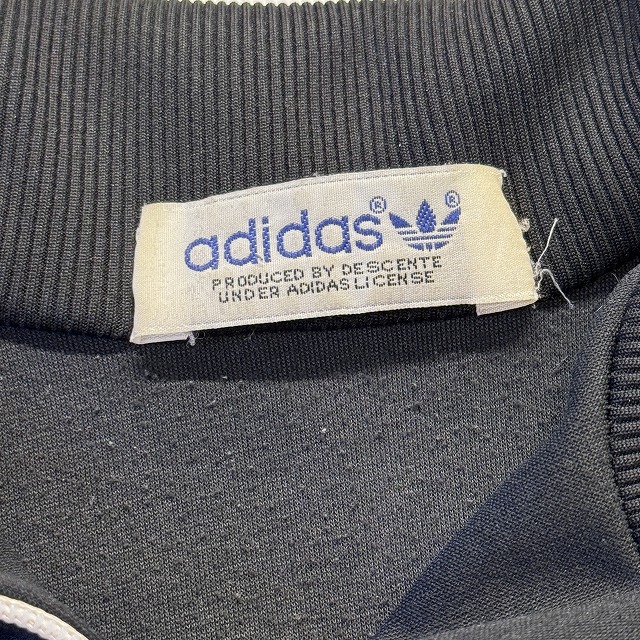 adidas® ®
PRODUCED BY DESCENTE
UNDER ADIDAS LICENSE